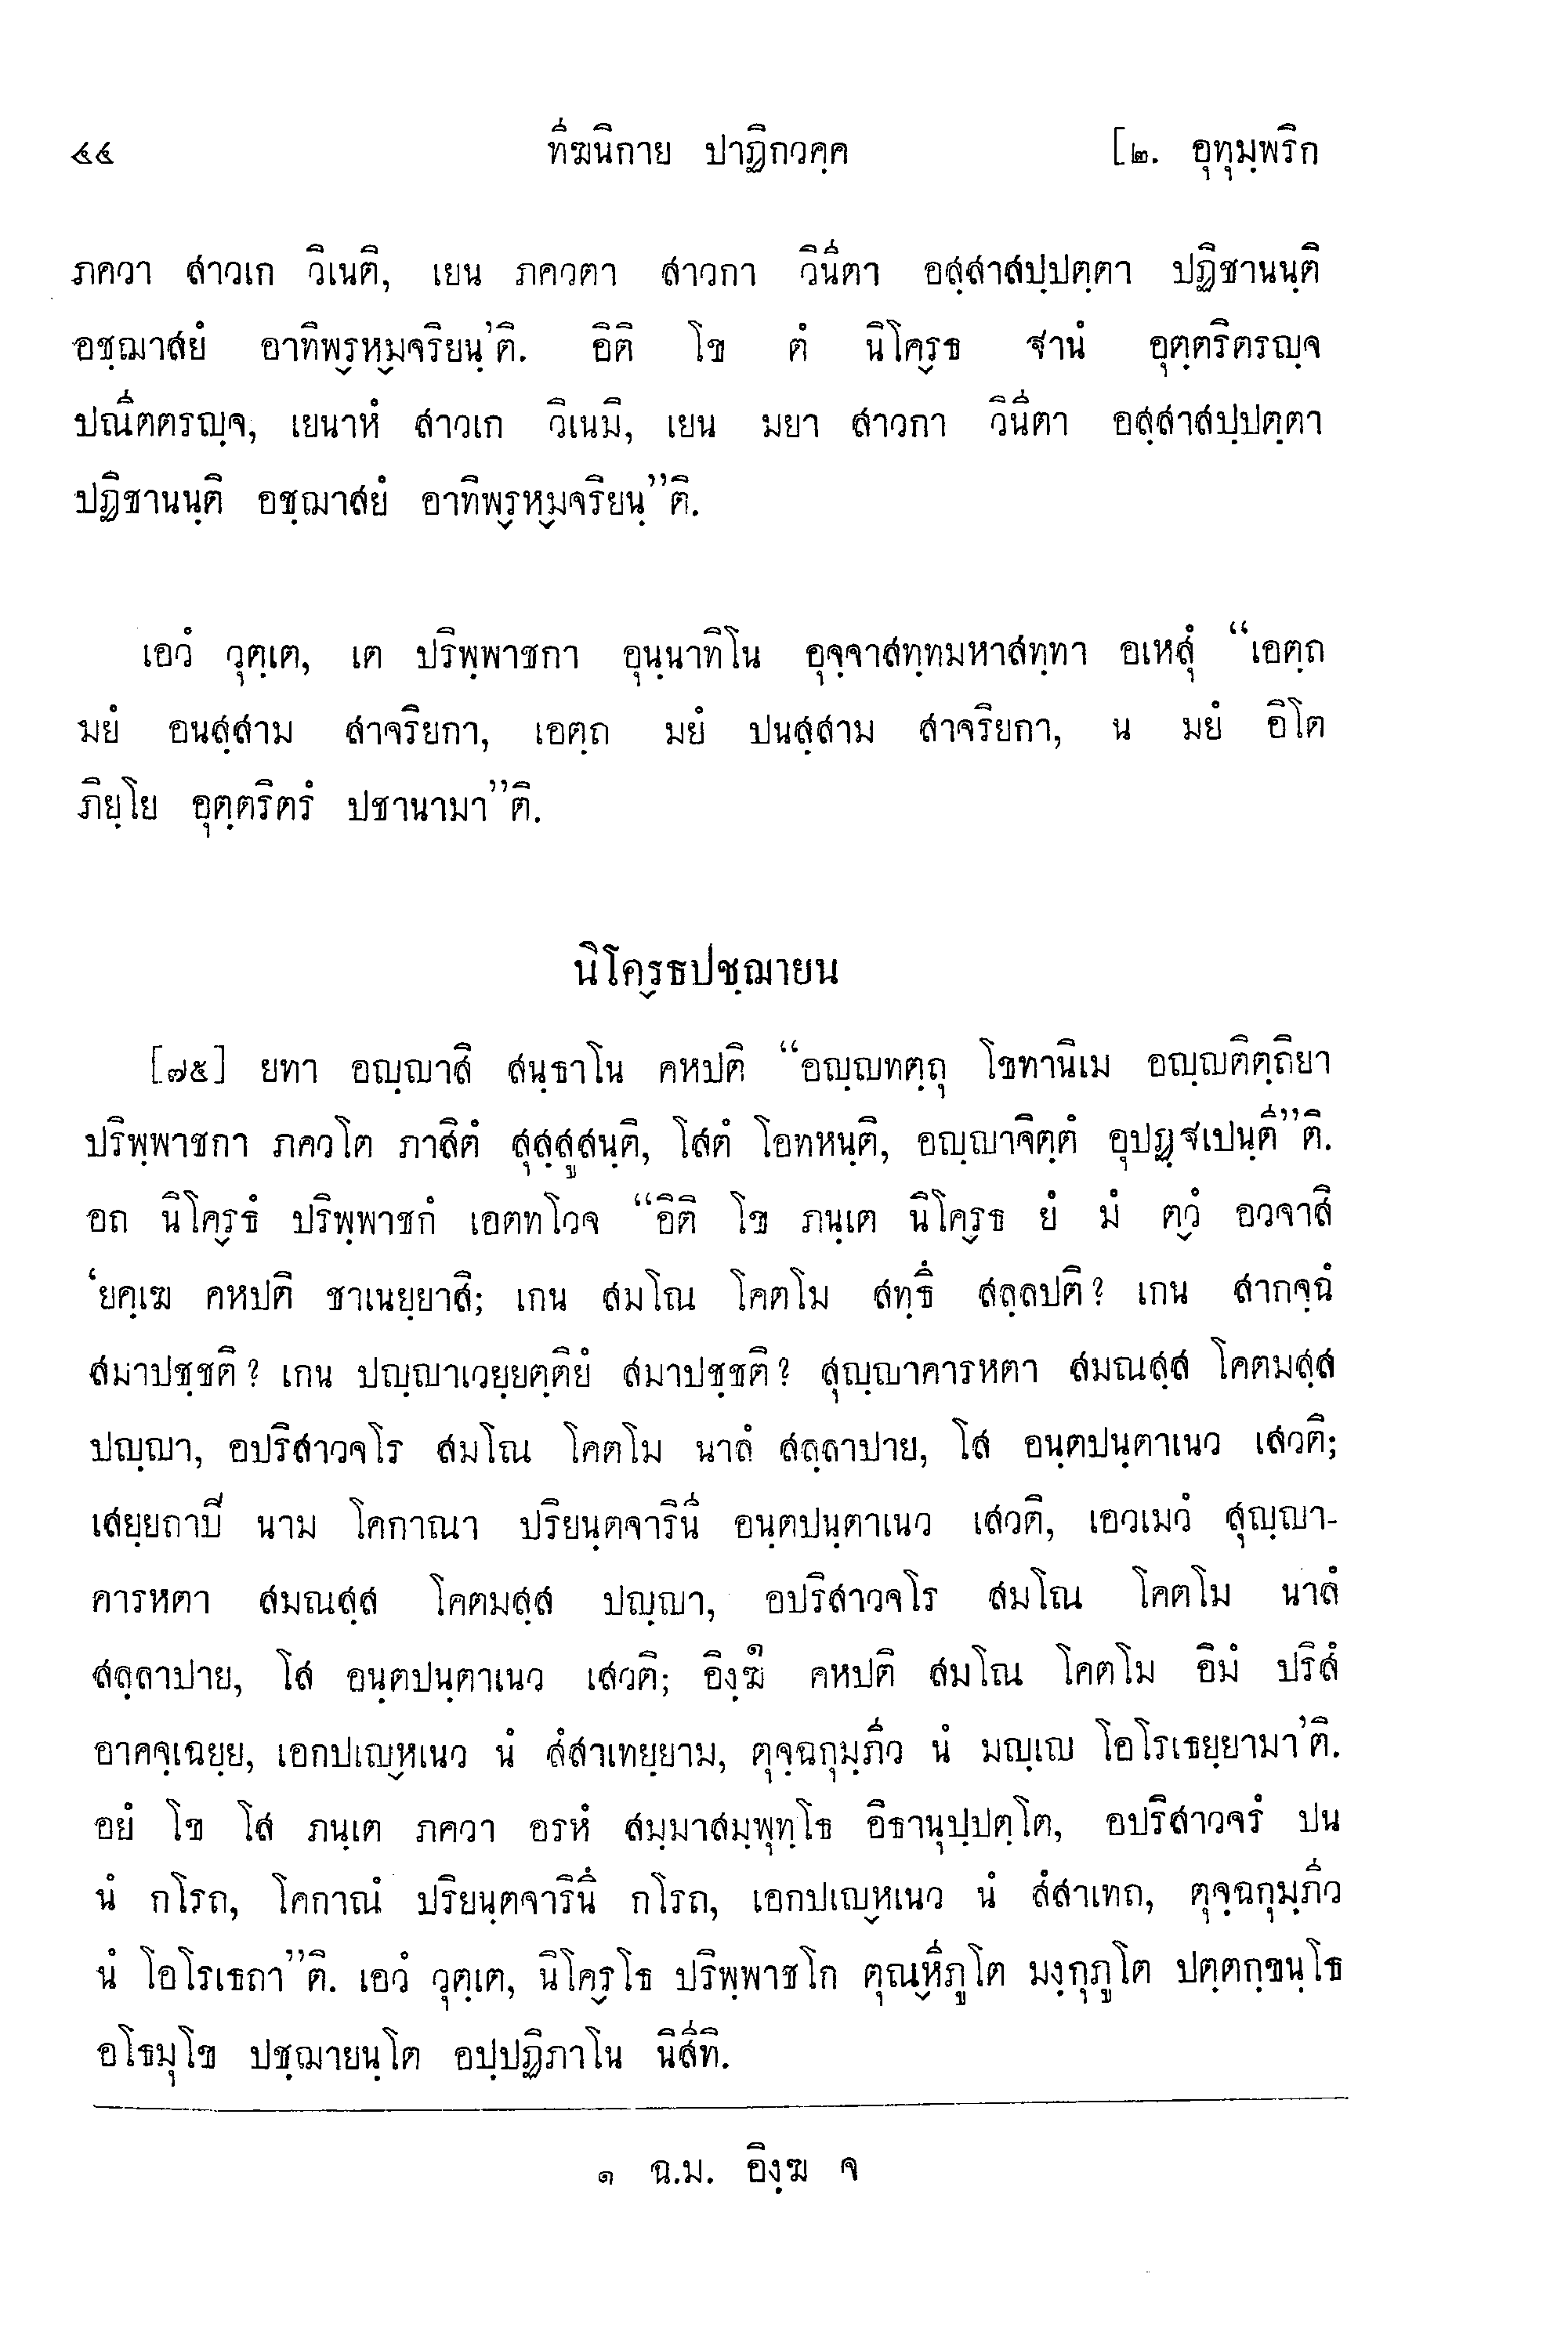 ๕๔ ทีฆนิกาย ปาฏิกวคฺค [๒. อุทุมฺพริก
ภควา สาวเก วิเนติ, เยน ภควตา สาวกา วินีตา อสฺสาสปฺปตฺตา ปฏิชานนฺติ
อชฺฌาสยํ อาทิพฺรหฺมจริยนฺ’ติ. อิติ โข ตํ นิโคฺรธ ฐานํ อุตฺตริตรญฺจ
ปณีตตรญฺจ, เยนาหํ สาวเก วิเนมิ, เยน มยา สาวกา วินีตา อสฺสาสปฺปตฺตา
ปฏิชานนฺติ อชฺฌาสยํ อาทิพฺรหฺมจริยนฺ”ติ.
เอวํ วุตฺเต, เต ปริพฺพาชกา อุนฺนาทิโน อุจฺจาสทฺทมหาสทฺทา อเหสุํ “เอตฺถ
มยํ อนสฺสาม สาจริยกา, เอตฺถ มยํ ปนสฺสาม สาจริยกา, น มยํ อิโต
ภิยฺโย อุตฺตริตรํ ปชานามา”ติ.
นิโคฺรธปชฺฌายน
[๗๕] ยทา อญฺญาสิ สนฺธาโน คหปติ “อญฺญทตฺถุ โขทานิเม อญฺญติตฺถิยา
ปริพฺพาชกา ภควโต ภาสิตํ สุสฺสูสนฺติ, โสตํ โอทหนฺติ, อญฺญาจิตฺตํ อุปฏฺฐเปนฺตี”ติ.
อถ นิโคฺรธํ ปริพฺพาชกํ เอตทโวจ “อิติ โข ภนฺเต นิโคฺรธ ยํ มํ ตฺวํ อวจาสิ
‘ยคฺเฆ คหปติ ชาเนยฺยาสิ; เกน สมโณ โคตโม สทฺธึ สลฺลปติ? เกน สากจฺฉํ
สมาปชฺชติ? เกน ปญฺญาเวยฺยตฺติยํ สมาปชฺชติ? สุญฺญาคารหตา สมณสฺส โคตมสฺส
ปญฺญา, อปริสาวจโร สมโณ โคตโม นาลํ สลฺลาปาย, โส อนฺตปนฺตาเนว เสวติ;
เสยฺยถาปิ นาม โคกาณา ปริยนฺตจารินี อนฺตปนฺตาเนว เสวติ, เอวเมวํ สุญฺญา-
คารหตา สมณสฺส โคตมสฺส ปญฺญา, อปริสาวจโร สมโณ โคตโม นาลํ
สลฺลาปาย, โส อนฺตปนฺตาเนว เสวติ; อิงฺฆ๑ คหปติ สมโณ โคตโม อิมํ ปริสํ
อาคจฺเฉยฺย, เอกปเญฺหเนว นํ สํสาเทยฺยาม, ตุจฺฉกุมฺภีว นํ มญฺเญ โอโรเธยฺยามา’ติ.
อยํ โข โส ภนฺเต ภควา อรหํ สมฺมาสมฺพุทฺโธ อิธานุปฺปตฺโต, อปริสาวจรํ ปน
นํ กโรถ, โคกาณํ ปริยนฺตจารินึ กโรถ, เอกปเญฺหเนว นํ สํสาเทถ, ตุจฺฉกุมฺภีว
นํ โอโรเธถา”ติ. เอวํ วุตฺเต, นิโคฺรโธ ปริพฺพาชโก ตุณฺหีภูโต มงฺกุภูโต ปตฺตกฺขนฺโธ
อโธมุโข ปชฺฌายนฺโต อปฺปฏิภาโน นิสีทิ.
๑ ฉ.ม. อิงฺฆ จ